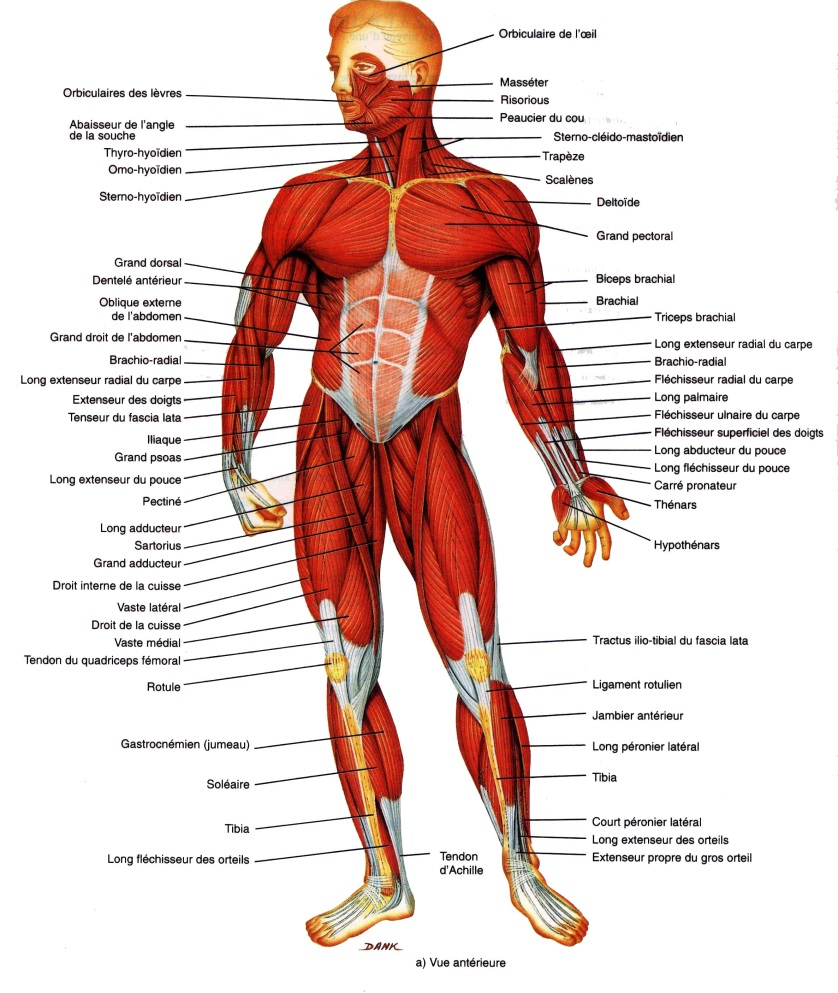 Orbiculaire de l'œil
Masséter
Risorious
Peaucier du cou
Sterno-cléido-mastoïdien
Trapèze
Scalènes
Deltoïde
Grand pectoral
Biceps brachial
Brachial
Triceps brachial
Long extenseur radial du carpe
Brachio-radial
Fléchisseur radial du carpe
Long palmaire
Fléchisseur ulnaire du carpe
Fléchisseur superficiel des doigts
Long abducteur du pouce
Long fléchisseur du pouce
Carré pronateur
Thénars
Hypothénars
Tractus ilio-tibial du fascia lata
Ligament rotulien
Jambier antérieur
Long péronier latéral
Tibia
Court péronier latéral
Long extenseur des orteils
Extenseur propre du gros orteil
Orbiculaires des lèvres
Abaisseur de l'angle
de la souche
Thyro-hyoïdien
Omo-hyoïdien
Sterno-hyoïdien
Grand dorsal
Dentelé antérieur
Oblique externe
de l'abdomen
Grand droit de l'abdomen
Brachio-radial
Long extenseur radial du carpe
Extenseur des doigts
Tenseur du fascia lata
Iliaque
Grand psoas
Long extenseur du pouce
Pectiné
Long adducteur
Sartorius
Grand adducteur
Droit interne de la cuisse
Vaste latéral
Droit de la cuisse
Vaste médial
Tendon du quadriceps fémoral
Rotule
Gastrocnémien (jumeau)
Soléaire
Tibia
Long fléchisseur des orteils
Tendon
d'Achille
DANK
a) Vue antérieure